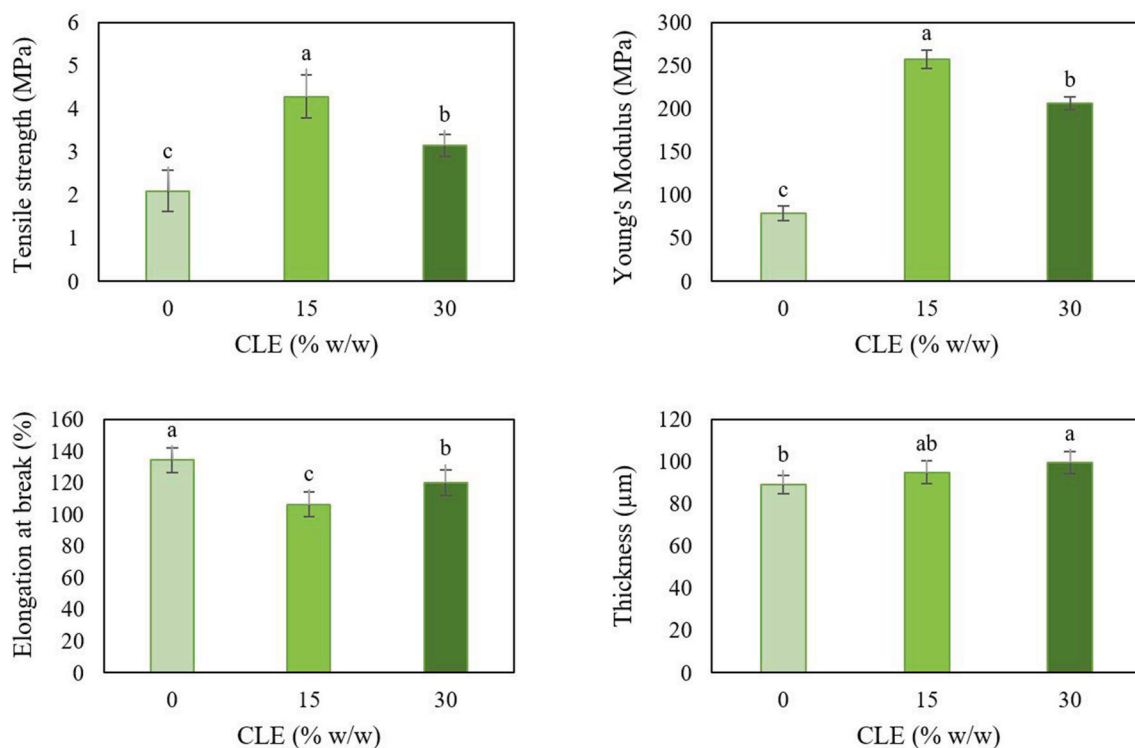 Tensile strength (MPa)
6
5
4
3
2
1
0
c
a
b
0 15 30
CLE (% w/w)
Young's Modulus (MPa)
300
250
200
150
100
50
0
c
a
b
0 15 30
CLE (% w/w)
Elongation at break (%)
160
140
120
100
80
60
40
20
0
a
c
b
0 15 30
CLE (% w/w)
Thickness (μm)
120
100
80
60
40
20
0
b
ab
a
0 15 30
CLE (% w/w)